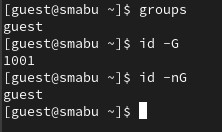 [guest@smabu ~]$ groups
guest
[guest@smabu ~]$ id -G
1001
[guest@smabu ~]$ id -nG
guest
[guest@smabu ~]$